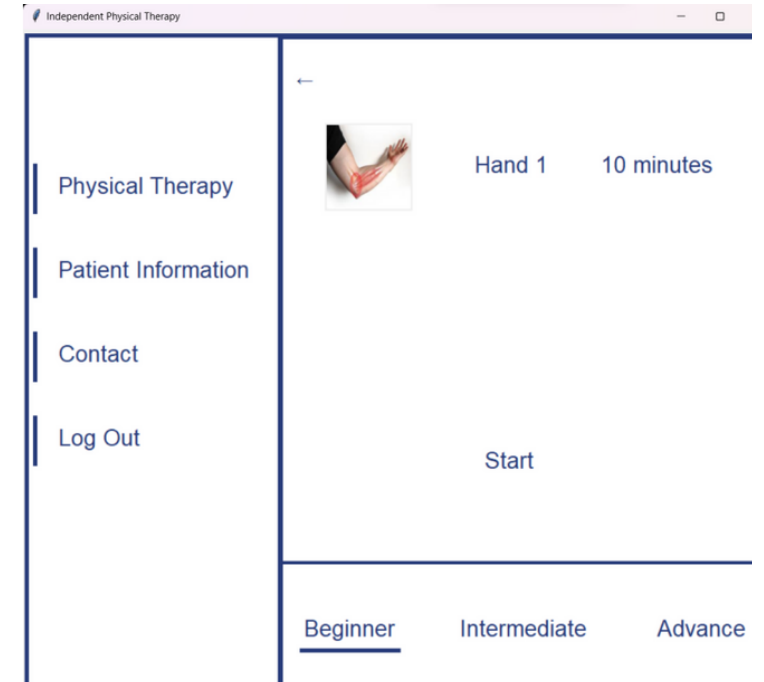 Independent Physical Therapy
←
Hand 1 10 minutes
Physical Therapy
Patient Information
Contact
Log Out
Start
Beginner Intermediate Advance